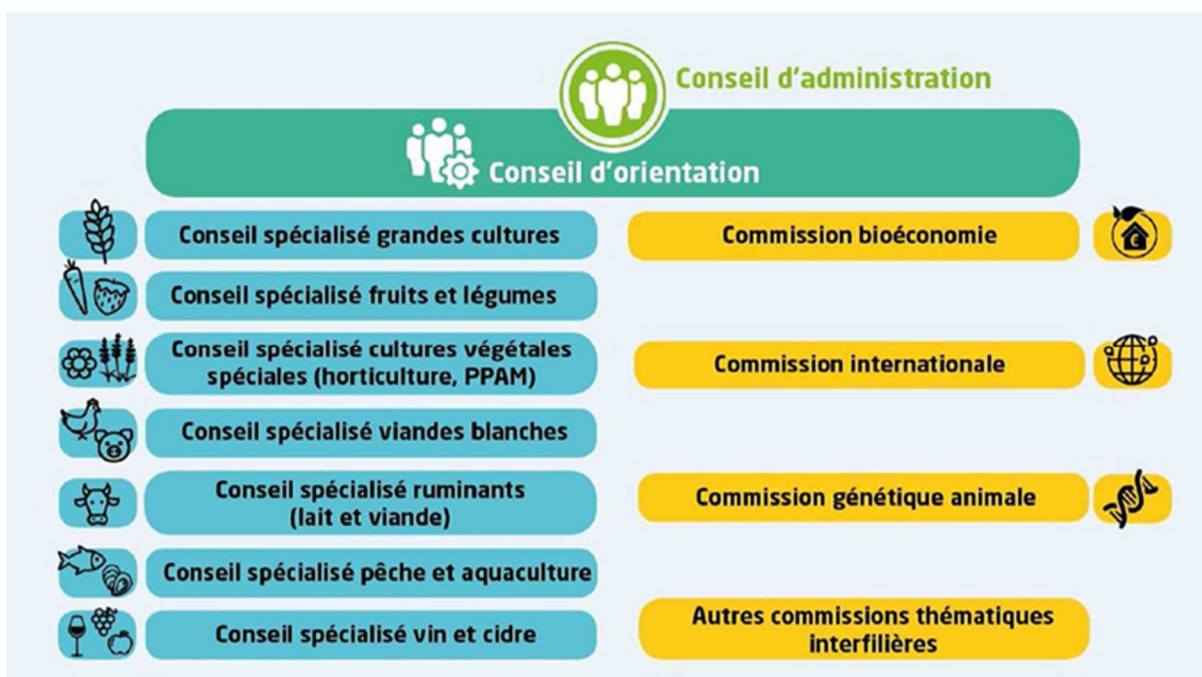 Conseil d'administration
Conseil d'orientation
Conseil spécialisé grandes cultures
Conseil spécialisé fruits et légumes
Conseil spécialisé cultures végétales
spéciales (horticulture, PPAM)
Conseil spécialisé viandes blanches
Conseil spécialisé ruminants
(lait et viande)
Conseil spécialisé pêche et aquaculture
Conseil spécialisé vin et cidre
Commission bioéconomie
€
Commission internationale
Commission génétique animale
Autres commissions thématiques
interfilières